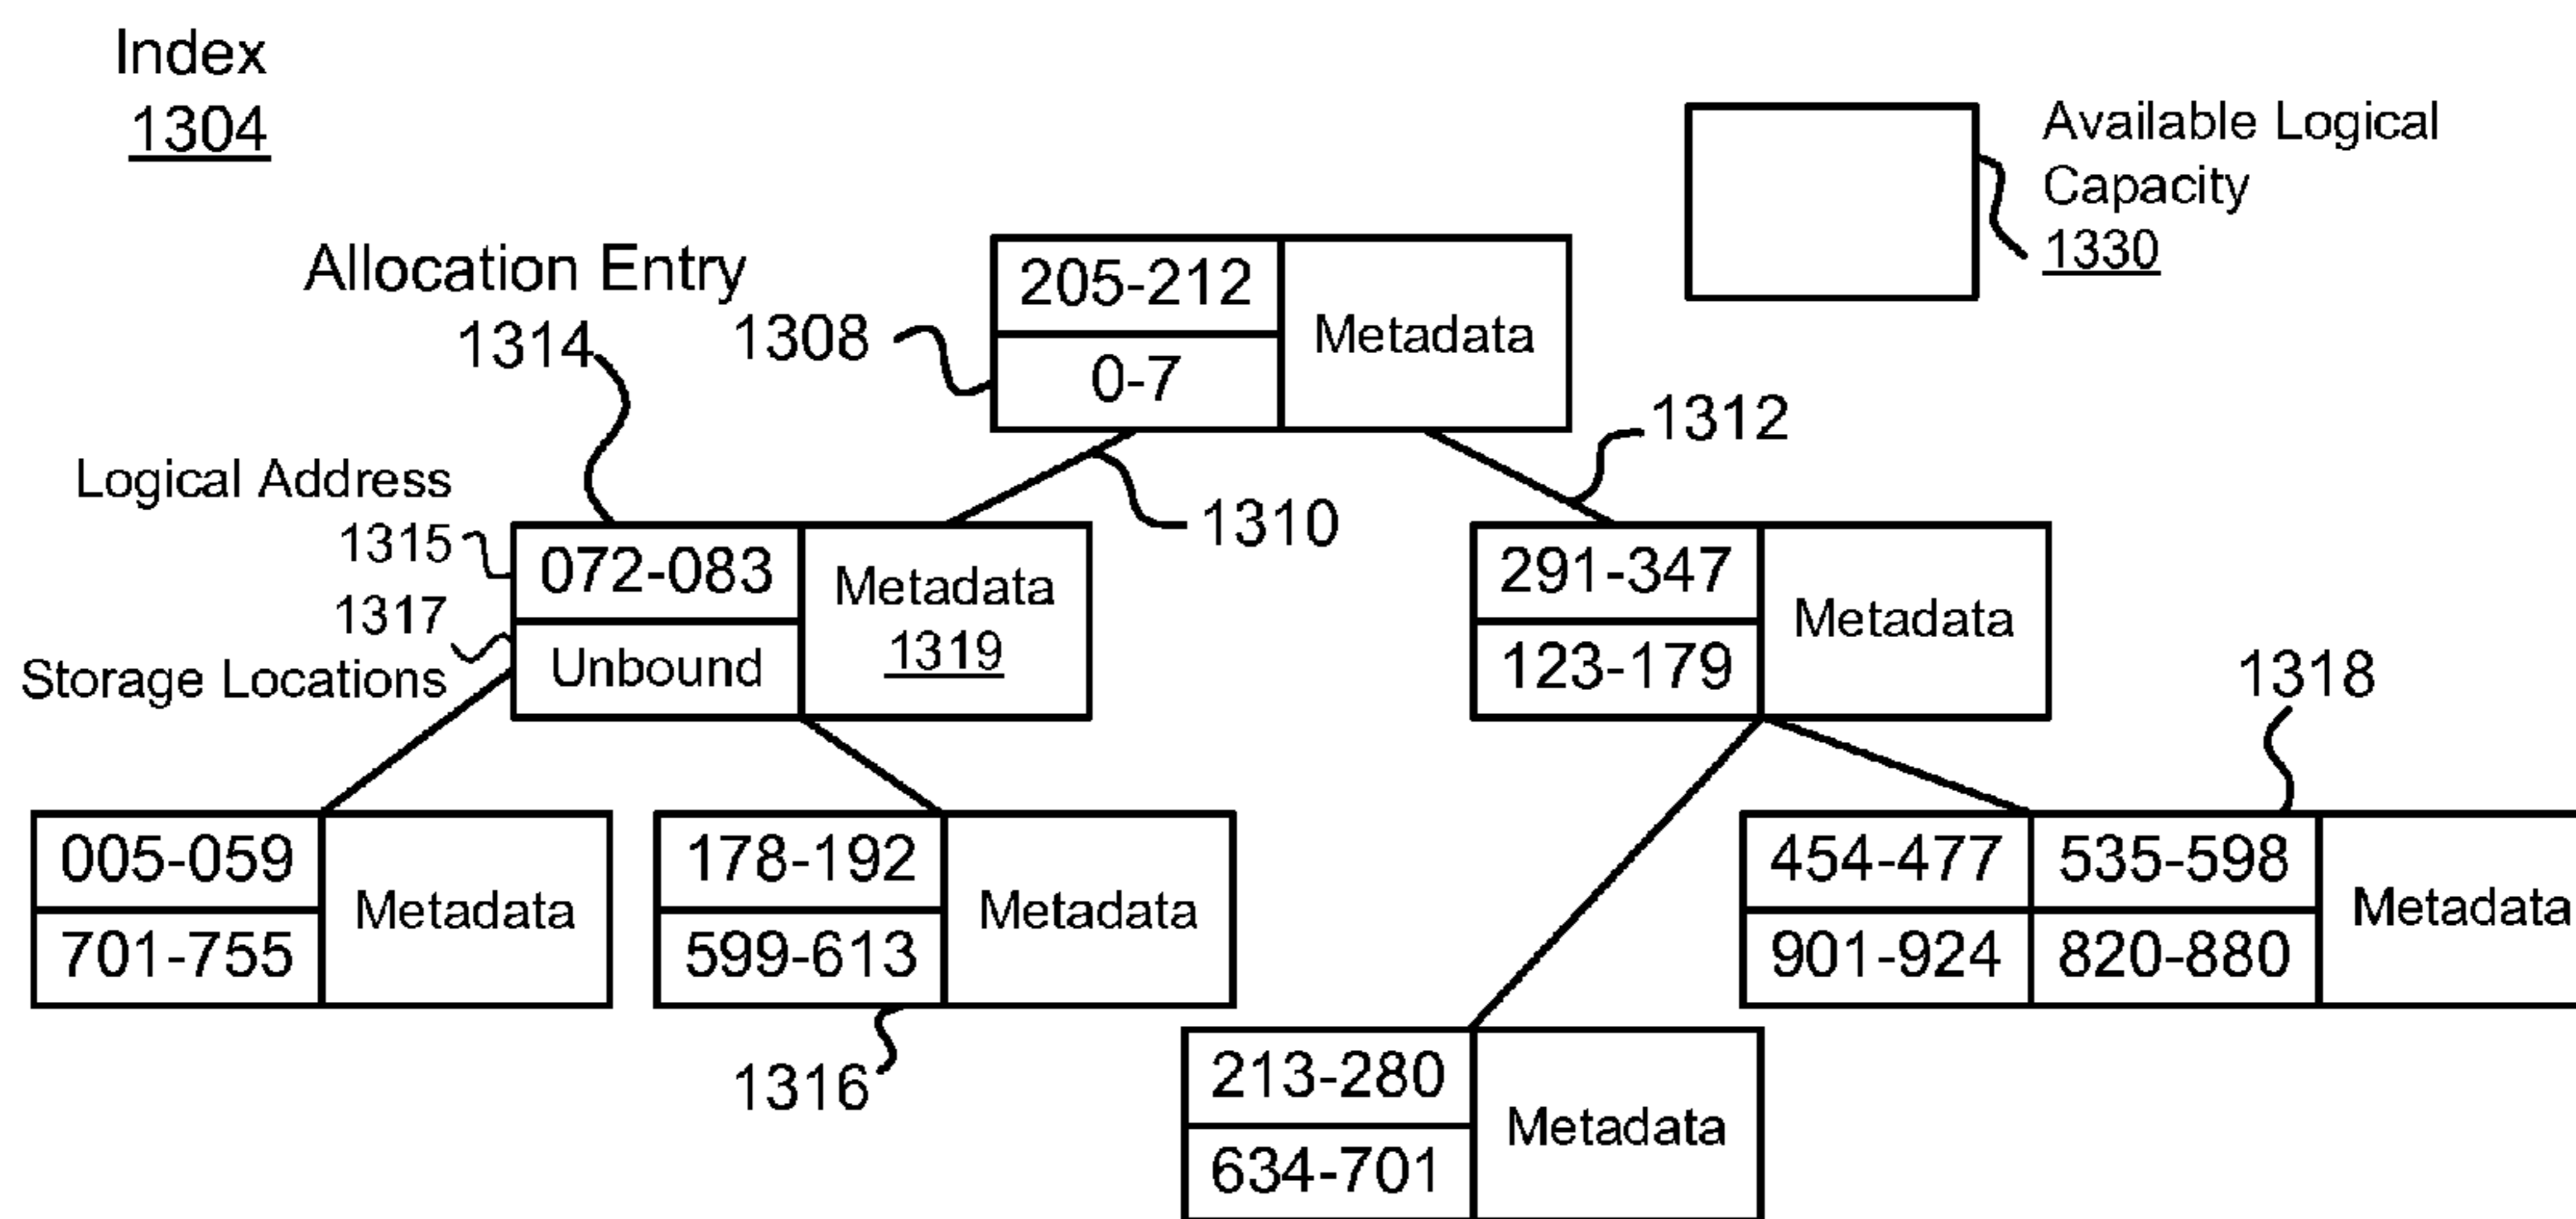 Index
1304
Available Logical
Capacity
1330
Allocation Entry
1314
1308
205-212
0-7
Metadata
1312
1310
Logical Address
1315
1317
Storage Locations
072-083
Unbound
Metadata
1319
291-347
123-179
Metadata
1318
005-059
701-755
Metadata
178-192
599-613
Metadata
1316
454-477
535-598
901-924
820-880
Metadata
213-280
634-701
Metadata